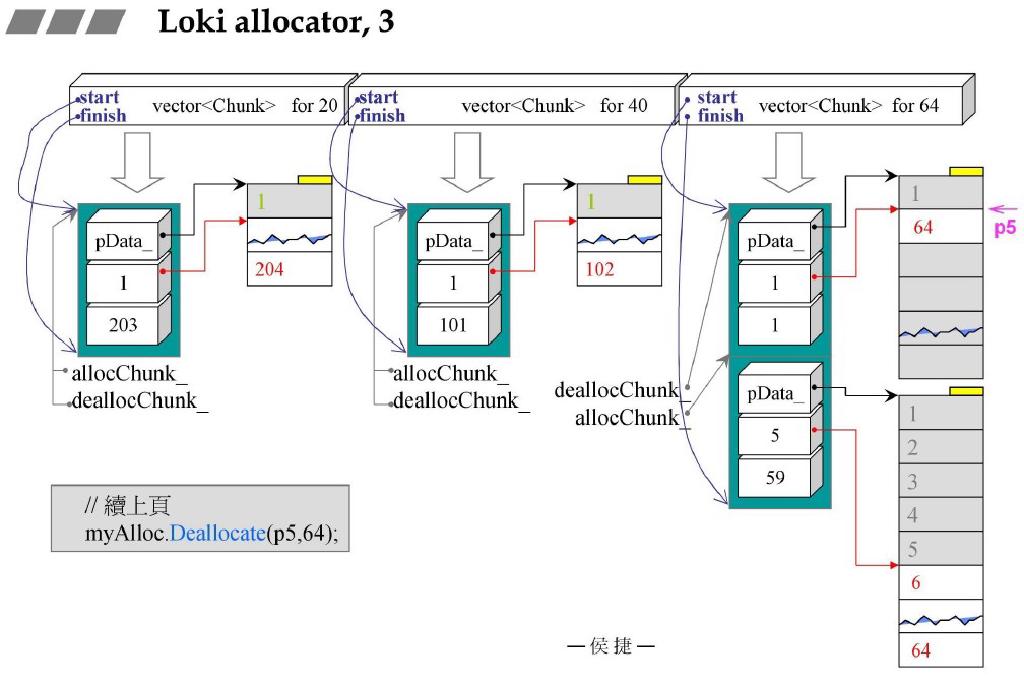 Loki allocator, 3
start
finish
vector<Chunk> for 20
start
finish
vector<Chunk> for 40
start
finish
vector<Chunk> for 64
pData_
1
203
1
204
allocChunk_
deallocChunk_
pData_
1
101
1
102
allocChunk_
deallocChunk_
pData_
1
1
1
64
p5
deallocChunk_
allocChunk_
pData_
5
59
1
2
3
4
5
6
64
// 續上頁
myAlloc.Deallocate(p5,64);
—侯捷—